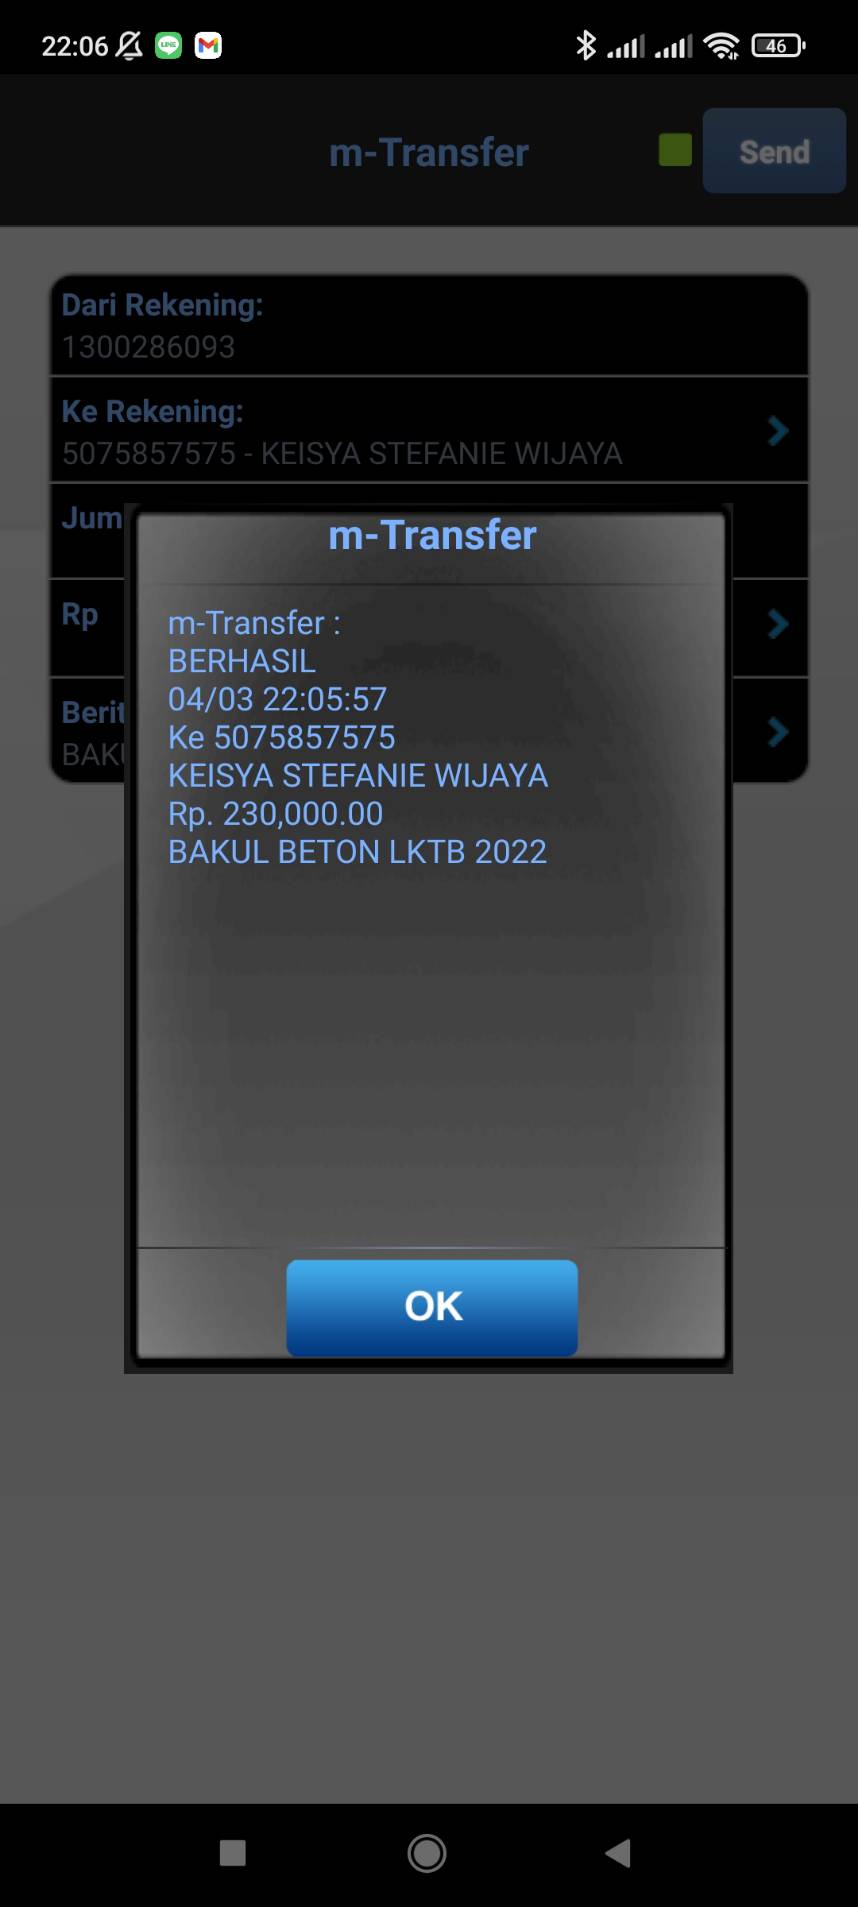 22:06
46
m-Transfer
Send
Dari Rekening:
1300286093
Ke Rekening:
5075857575 - KEISYA STEFANIE WIJAYA
Jum
Rp
Berit
BAKU
m-Transfer
m-Transfer :
BERHASIL
04/03 22:05:57
Ke 5075857575
KEISYA STEFANIE WIJAYA
Rp. 230,000.00
BAKUL BETON LKTB 2022
OK